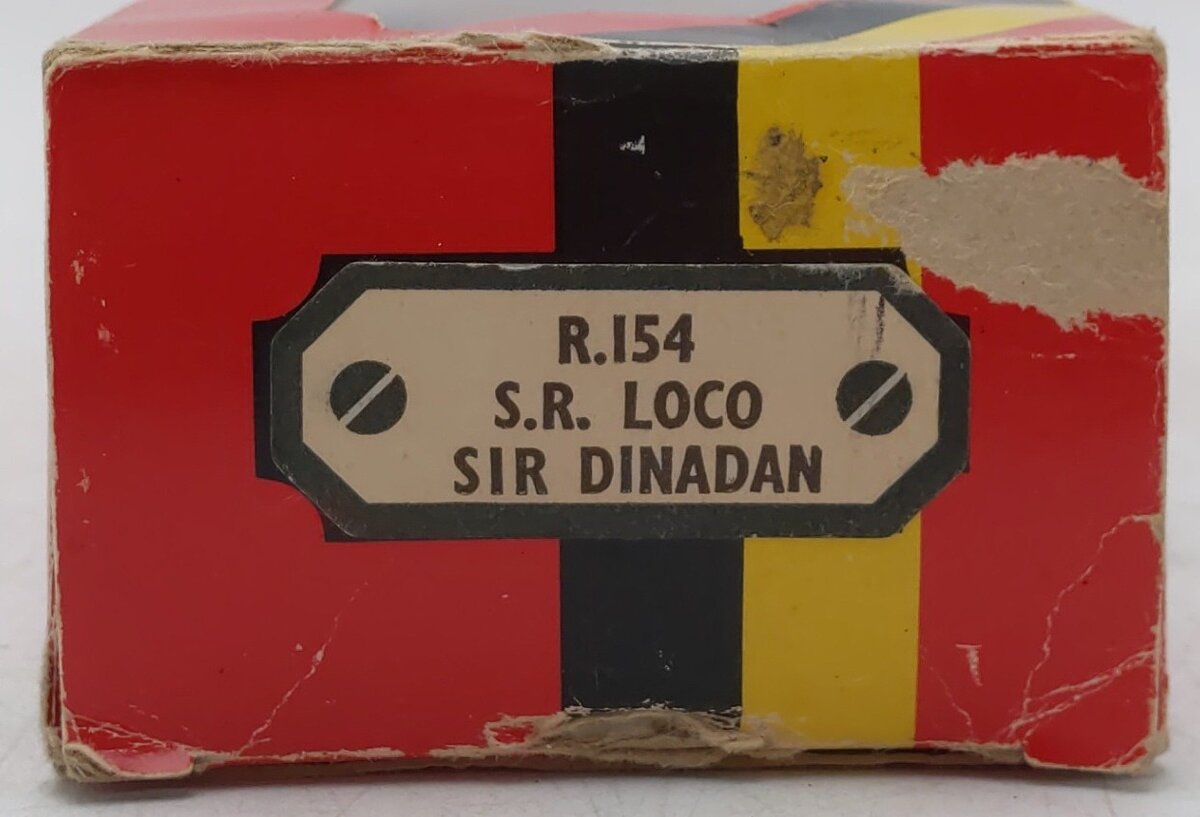 R.154
S.R. LOCO
SIR DINADAN